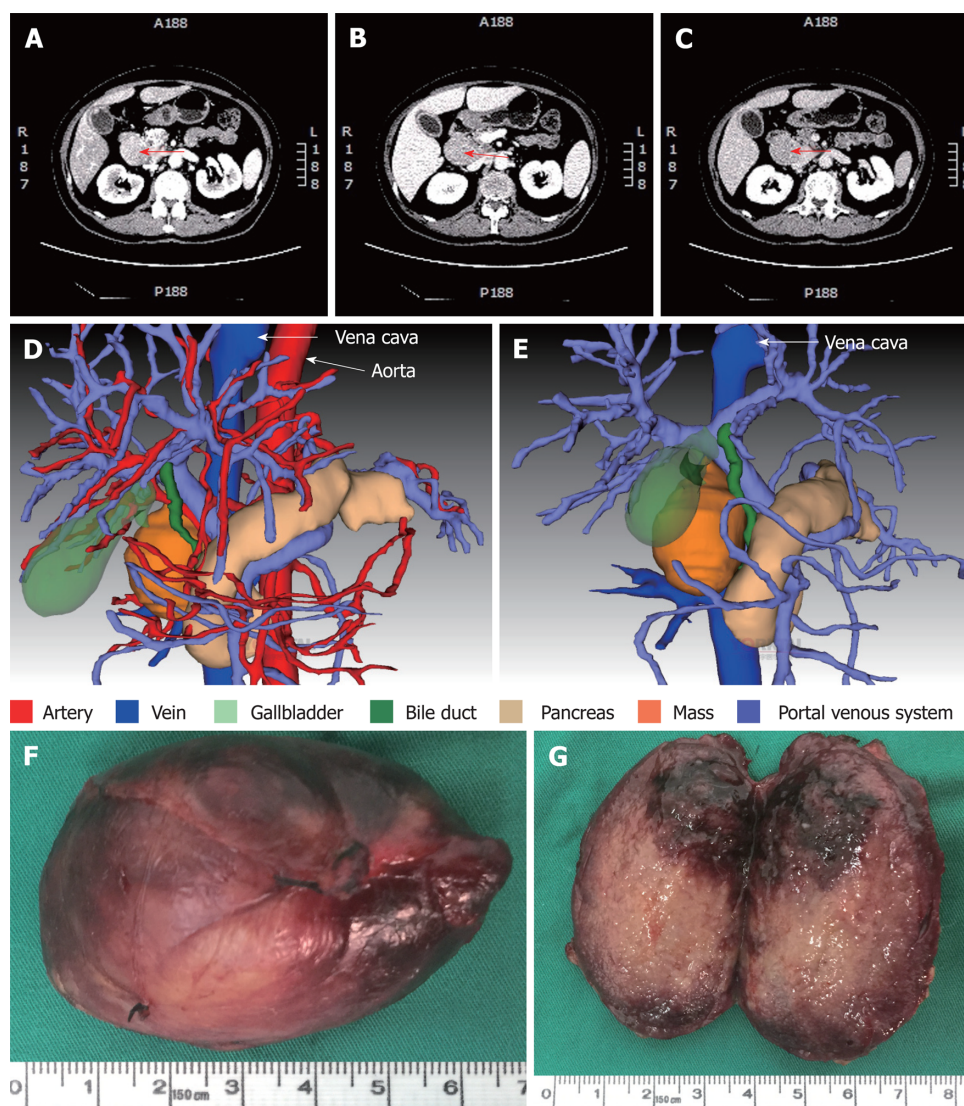 A
A188
R
1
8
7
L
1
8
8
P188
B
A188
R
1
8
7
L
1
8
8
P188
C
A188
R
1
8
7
L
1
8
8
P188
D
Vena cava
Aorta
E
Vena cava
Artery Vein Gallbladder Bile duct Pancreas Mass Portal venous system
F
0 1 2 3 4 5 6 7
150 cm
G
0 1 2 3 4 5 6 7 8
150 cm